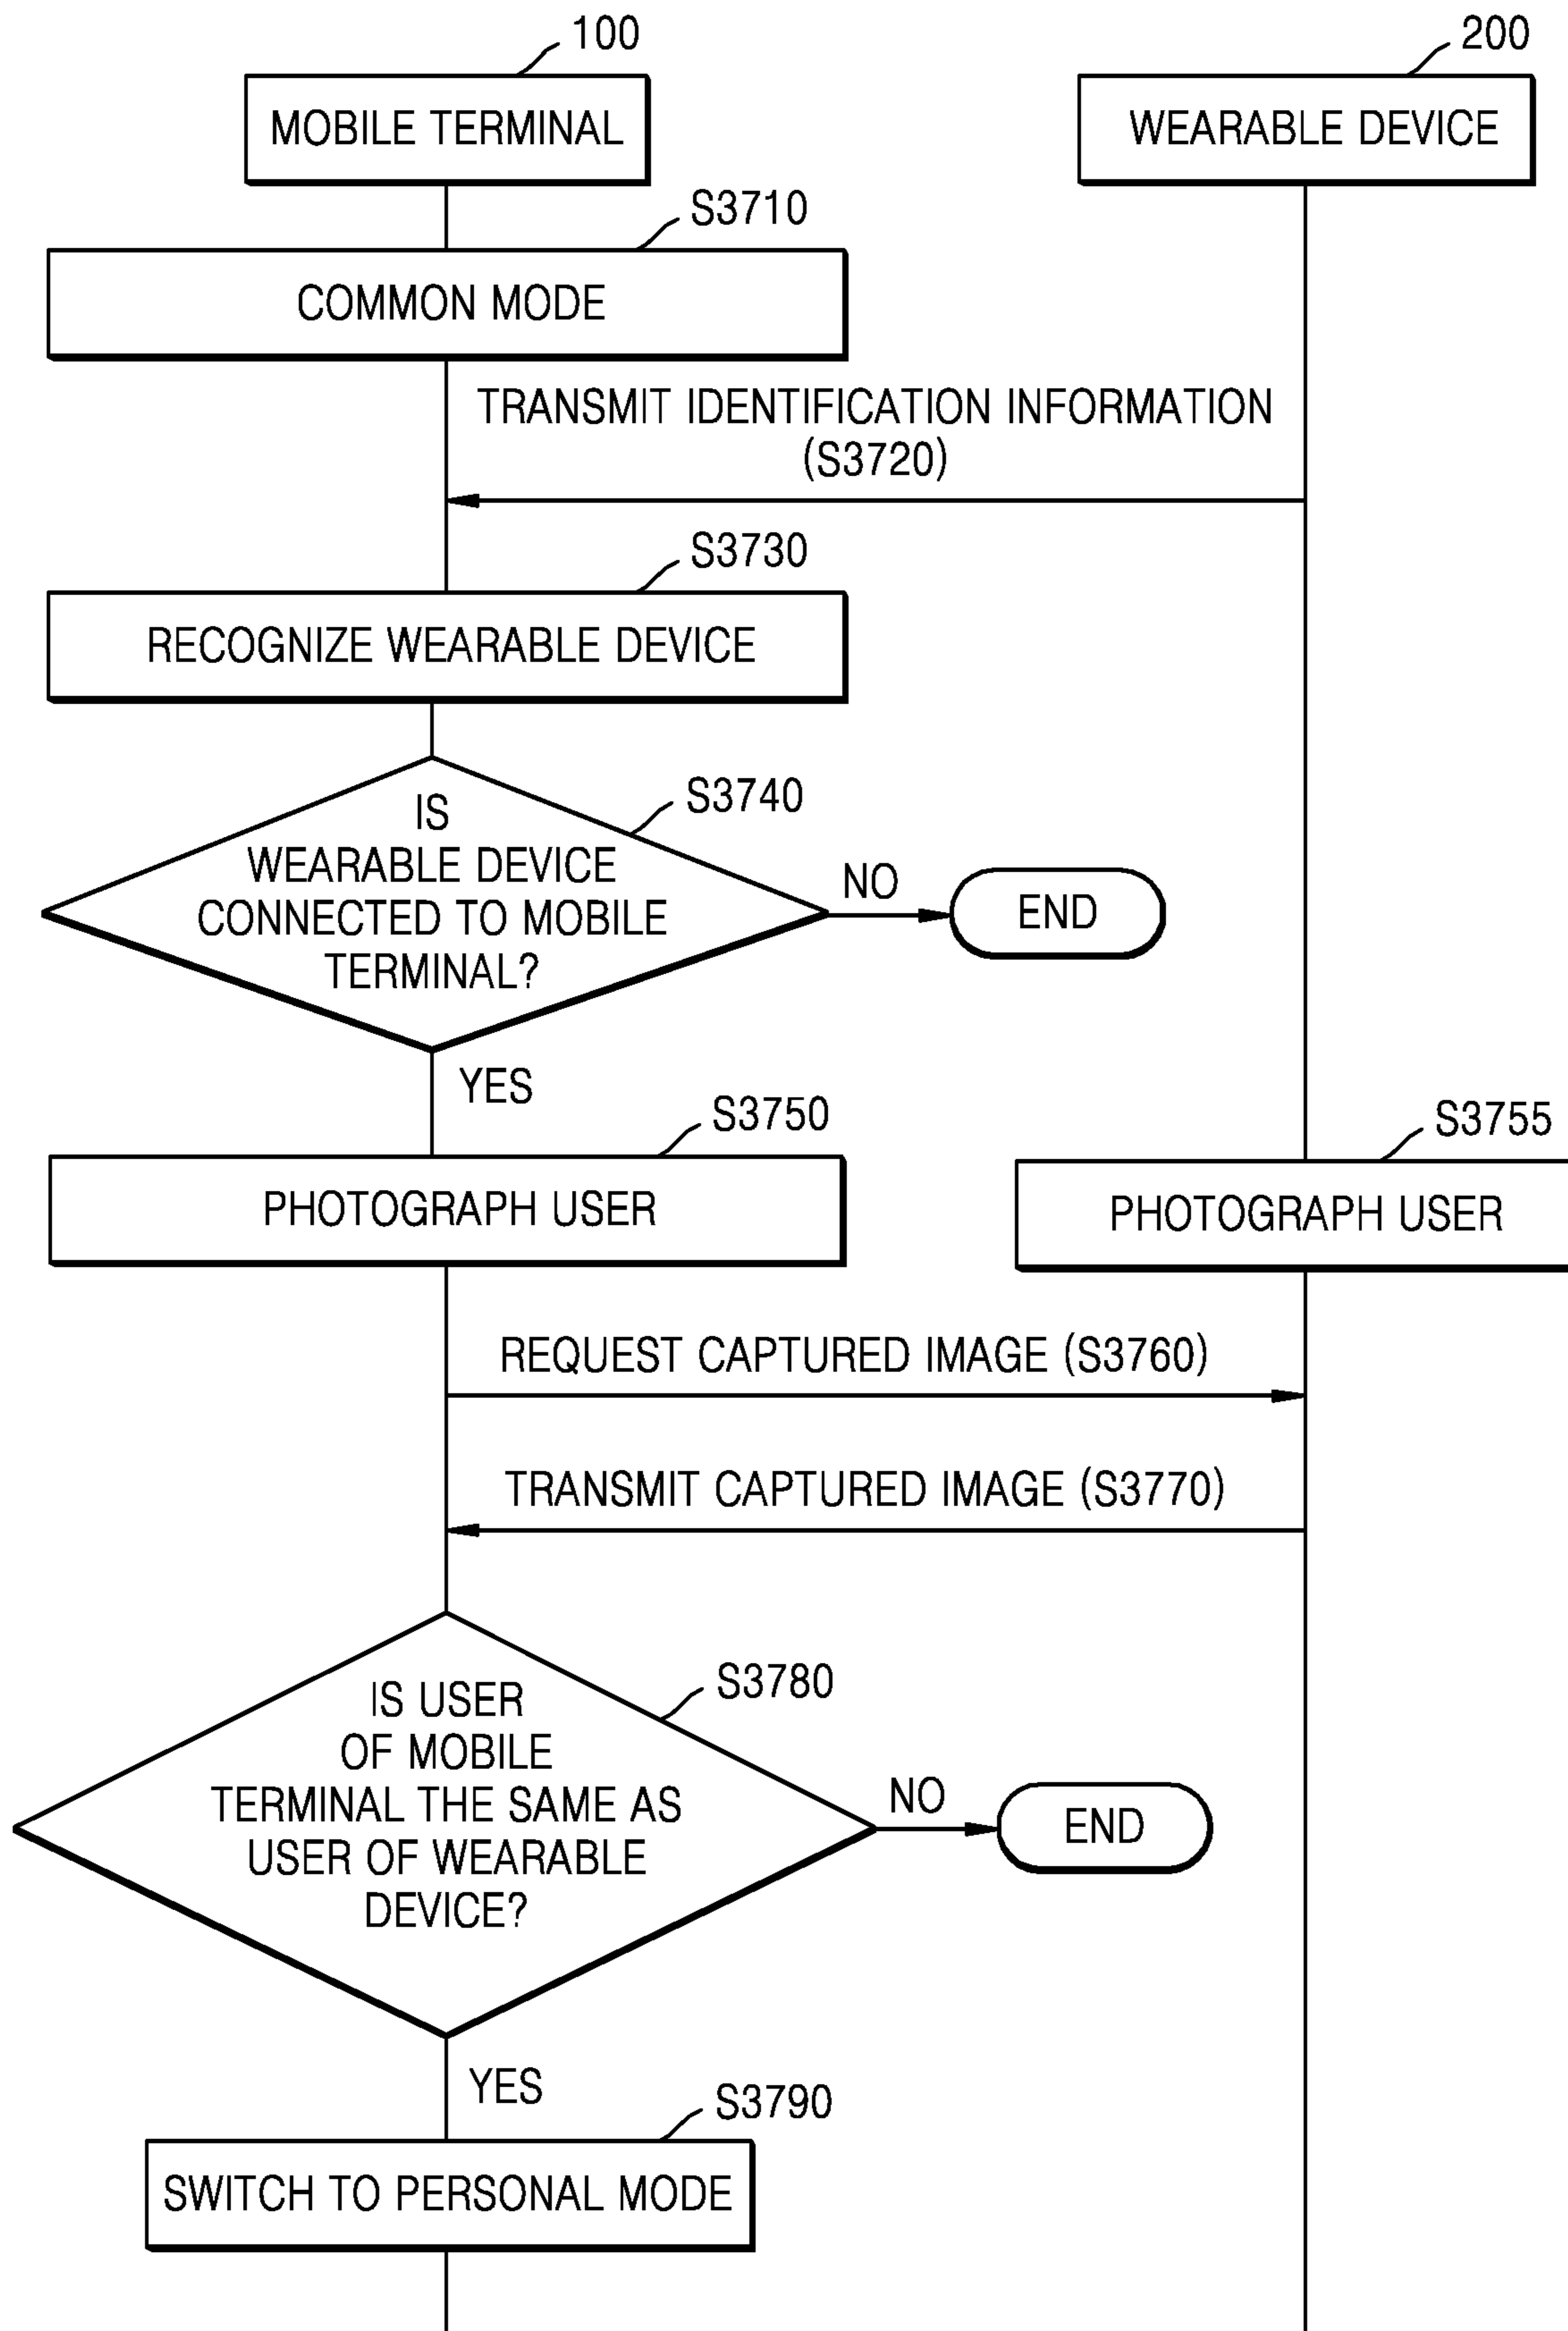 100
200
MOBILE TERMINAL
WEARABLE DEVICE
S3710
COMMON MODE
TRANSMIT IDENTIFICATION INFORMATION
(S3720)
S3730
RECOGNIZE WEARABLE DEVICE
S3740
IS
WEARABLE DEVICE
CONNECTED TO MOBILE
TERMINAL?
NO
END
YES
S3750
S3755
PHOTOGRAPH USER
PHOTOGRAPH USER
REQUEST CAPTURED IMAGE (S3760)
TRANSMIT CAPTURED IMAGE (S3770)
S3780
IS USER
OF MOBILE
TERMINAL THE SAME AS
USER OF WEARABLE
DEVICE?
NO
END
YES
S3790
SWITCH TO PERSONAL MODE